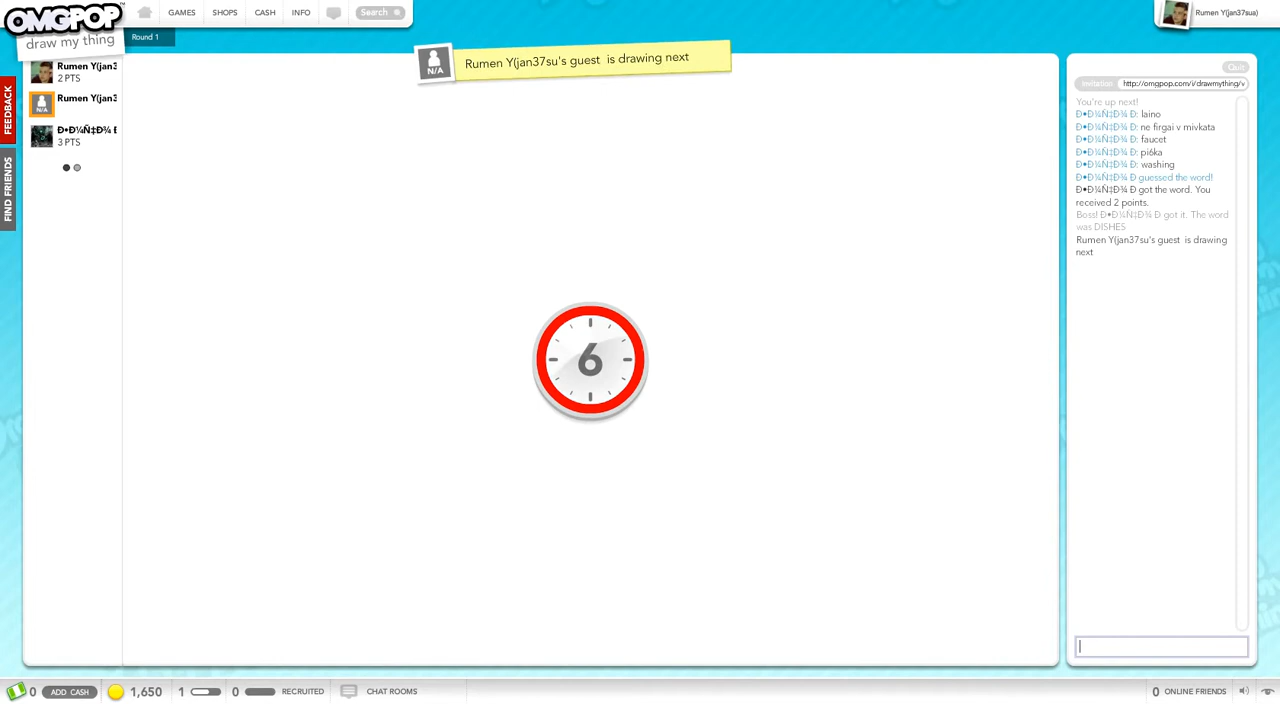 OMGPOP™
draw my thing
GAMES
SHOPS
CASH
INFO
Search
Rumen Y(jan37sua)
Round 1
FEEDBACK
FIND FRIENDS
Rumen Y(jan3
2 PTS
N/A
Rumen Y(jan3
Ð•Ð¼Ñ‡Ð¾ Ð
3 PTS
N/A
Rumen Y(jan37su's guest is drawing next
6
Quit
Invitation
http://omgpop.com/i/drawmything/v
You're up next!
Ð•Ð¼Ñ‡Ð¾ Ð: laino
Ð•Ð¼Ñ‡Ð¾ Ð: ne firgai v mivkata
Ð•Ð¼Ñ‡Ð¾ Ð: faucet
Ð•Ð¼Ñ‡Ð¾ Ð: pi6ka
Ð•Ð¼Ñ‡Ð¾ Ð: washing
Ð•Ð¼Ñ‡Ð¾ Ð guessed the word!
Ð•Ð¼Ñ‡Ð¾ Ð got the word. You
received 2 points.
Boss! Ð•Ð¼Ñ‡Ð¾ Ð got it. The word
was DISHES
Rumen Y(jan37su's guest is drawing
next
0
ADD CASH
1,650
1
0
RECRUITED
CHAT ROOMS
0 ONLINE FRIENDS